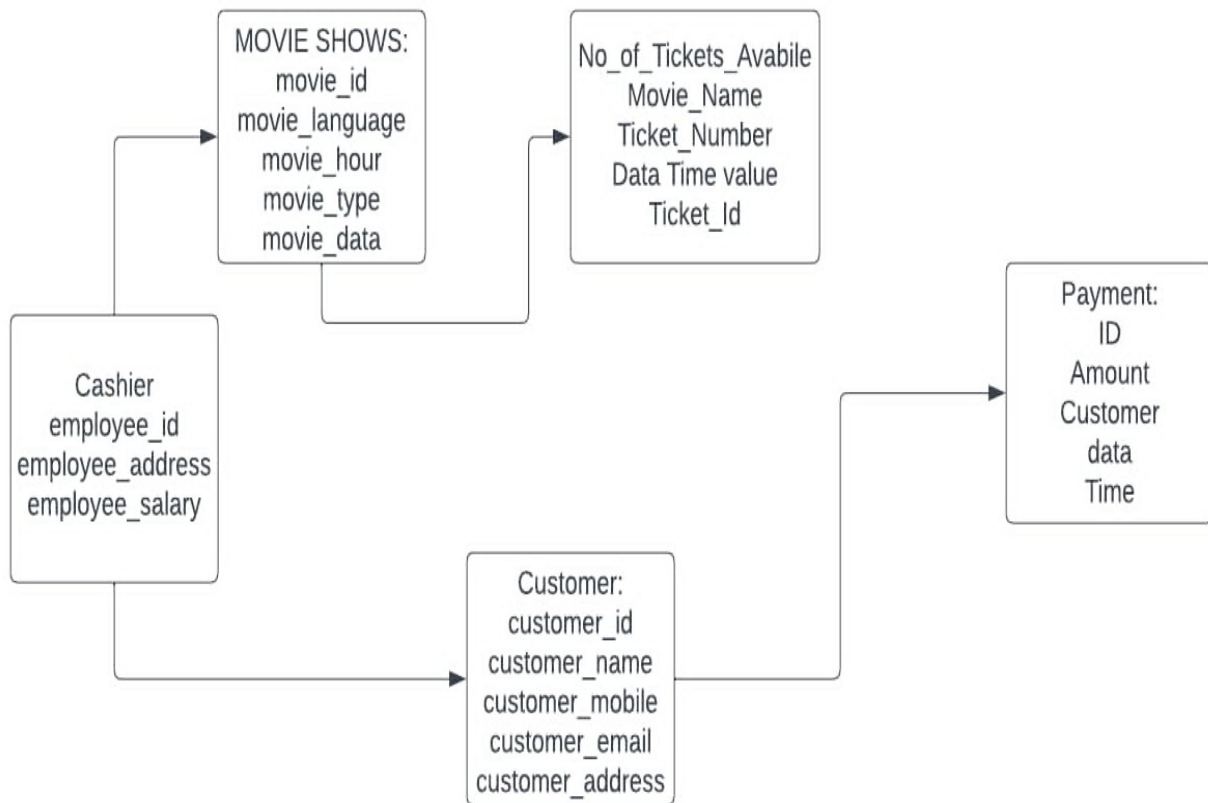 MOVIE SHOWS:
movie_id
movie_language
movie_hour
movie_type
movie_data
No_of_Tickets_Avabile
Movie_Name
Ticket_Number
Data Time value
Ticket_Id
Cashier
employee_id
employee_address
employee_salary
Payment:
ID
Amount
Customer
data
Time
Customer:
customer_id
customer_name
customer_mobile
customer_email
customer_address